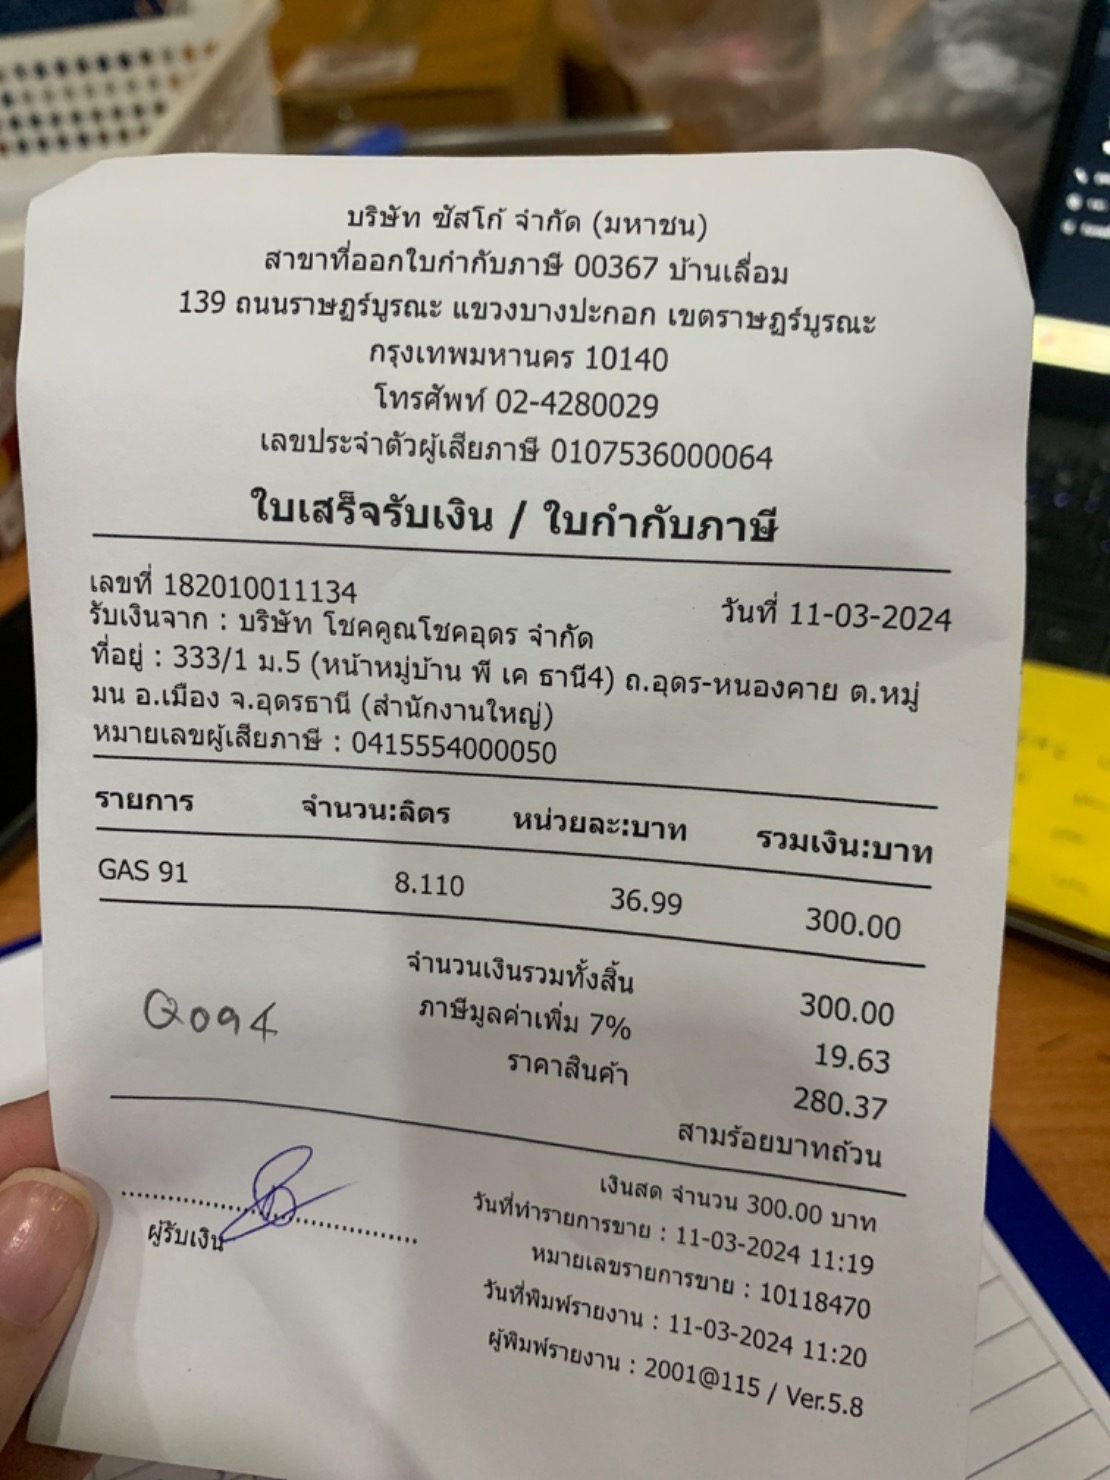 บริษัท ซัสโก้ จำกัด (มหาชน)
สาขาที่ออกใบกำกับภาษี 00367 บ้านเลื่อม
139 ถนนราษฎร์บูรณะ แขวงบางปะกอก เขตราษฎร์บูรณะ
กรุงเทพมหานคร 10140
โทรศัพท์ 02-4280029
เลขประจำตัวผู้เสียภาษี 0107536000064
ใบเสร็จรับเงิน / ใบกำกับภาษี
เลขที่ 182010011134 วันที่ 11-03-2024
รับเงินจาก : บริษัท โชคคูณโชคอุดร จำกัด
ที่อยู่ : 333/1 ม.5 (หน้าหมู่บ้าน พี เค ธานี4) ถ.อุดร-หนองคาย ต.หมู่
มน อ.เมือง จ.อุดรธานี (สำนักงานใหญ่)
หมายเลขผู้เสียภาษี : 0415554000050
รายการ จำนวน:ลิตร หน่วยละ:บาท รวมเงิน:บาท
GAS 91 8.110 36.99 300.00
จำนวนเงินรวมทั้งสิ้น 300.00
ภาษีมูลค่าเพิ่ม 7% 19.63
ราคาสินค้า 280.37
Q094
สามร้อยบาทถ้วน
เงินสด จำนวน 300.00 บาท
วันที่ทำรายการขาย : 11-03-2024 11:19
หมายเลขรายการขาย : 10118470
วันที่พิมพ์รายงาน : 11-03-2024 11:20
ผู้พิมพ์รายงาน : 2001@115 / Ver.5.8
ผู้รับเงิน